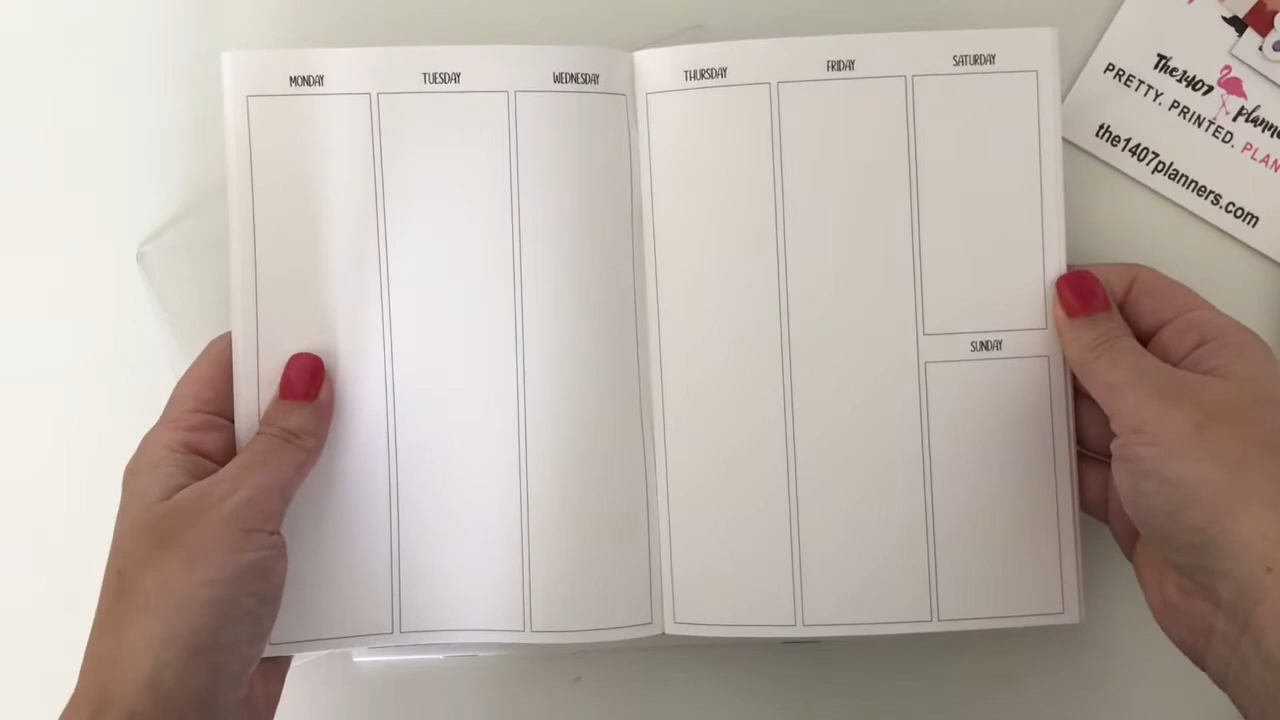 MONDAY
TUESDAY
WEDNESDAY
THURSDAY
FRIDAY
SATURDAY
SUNDAY
The1407
PRETTY. PRINTED.
the1407planners.com